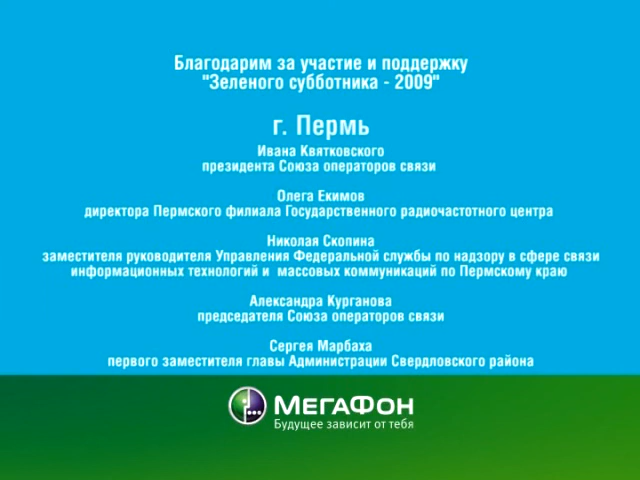 Благодарим за участие и поддержку
"Зеленого субботника - 2009"
г. Пермь
Ивана Квятковского
президента Союза операторов связи
Олега Екимов
директора Пермского филиала Государственного радиочастотного центра
Николая Скопина
заместителя руководителя Управления Федеральной службы по надзору в сфере связи
информационных технологий и массовых коммуникаций по Пермскому краю
Александра Курганова
председателя Союза операторов связи
Сергея Марбаха
первого заместителя главы Администрации Свердловского района
МЕГАФОН
Будущее зависит от тебя